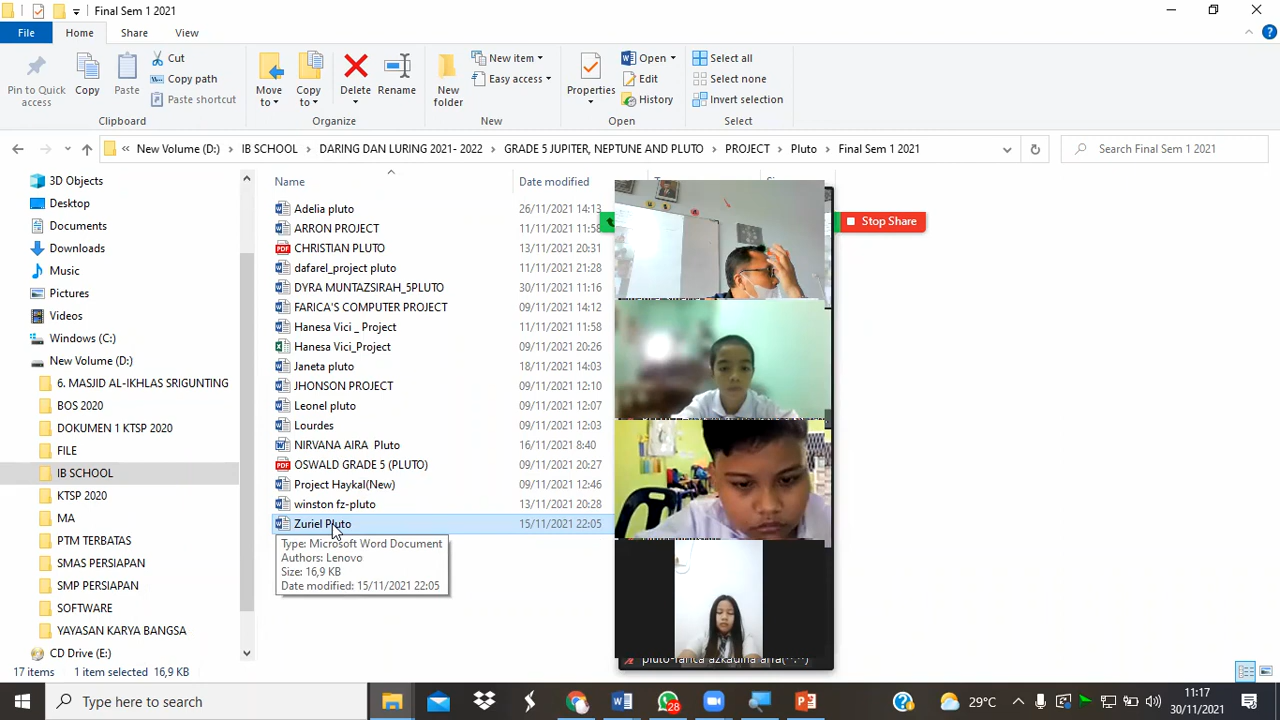 Final Sem 1 2021
File
Home
Share
View
Pin to Quick access
Copy
Paste
Cut
Copy path
Paste shortcut
Clipboard
Move to
Copy to
Delete
Rename
Organize
New folder
New item
Easy access
New
Properties
Open
Edit
History
Open
Select all
Select none
Invert selection
Select
« New Volume (D:) > IB SCHOOL > DARING DAN LURING 2021- 2022 > GRADE 5 JUPITER, NEPTUNE AND PLUTO > PROJECT > Pluto > Final Sem 1 2021
Search Final Sem 1 2021
3D Objects
Desktop
Documents
Downloads
Music
Pictures
Videos
Windows (C:)
New Volume (D:)
6. MASJID AL-IKHLAS SRIGUNTING
BOS 2020
DOKUMEN 1 KTSP 2020
FILE
IB SCHOOL
KTSP 2020
MA
PTM TERBATAS
SMAS PERSIAPAN
SMP PERSIAPAN
SOFTWARE
YAYASAN KARYA BANGSA
CD Drive (E:)
Name Date modified
Adelia pluto 26/11/2021 14:13
ARRON PROJECT 11/11/2021 11:58
CHRISTIAN PLUTO 13/11/2021 20:31
dafarel_project pluto 11/11/2021 21:28
DYRA MUNTAZSIRAH_5PLUTO 30/11/2021 11:16
FARICA'S COMPUTER PROJECT 09/11/2021 14:12
Hanesa Vici _ Project 11/11/2021 11:58
Hanesa Vici_Project 09/11/2021 20:26
Janeta pluto 18/11/2021 14:03
JHONSON PROJECT 09/11/2021 12:10
Leonel pluto 09/11/2021 12:07
Lourdes 09/11/2021 12:03
NIRVANA AIRA Pluto 16/11/2021 8:40
OSWALD GRADE 5 (PLUTO) 09/11/2021 20:27
Project Haykal(New) 09/11/2021 12:46
winston fz-pluto 13/11/2021 20:28
Zuriel Pluto 15/11/2021 22:05
Type: Microsoft Word Document
Authors: Lenovo
Size: 16,9 KB
Date modified: 15/11/2021 22:05
Stop Share
17 items 1 item selected 16,9 KB
Type here to search
28
29°C
11:17
30/11/2021